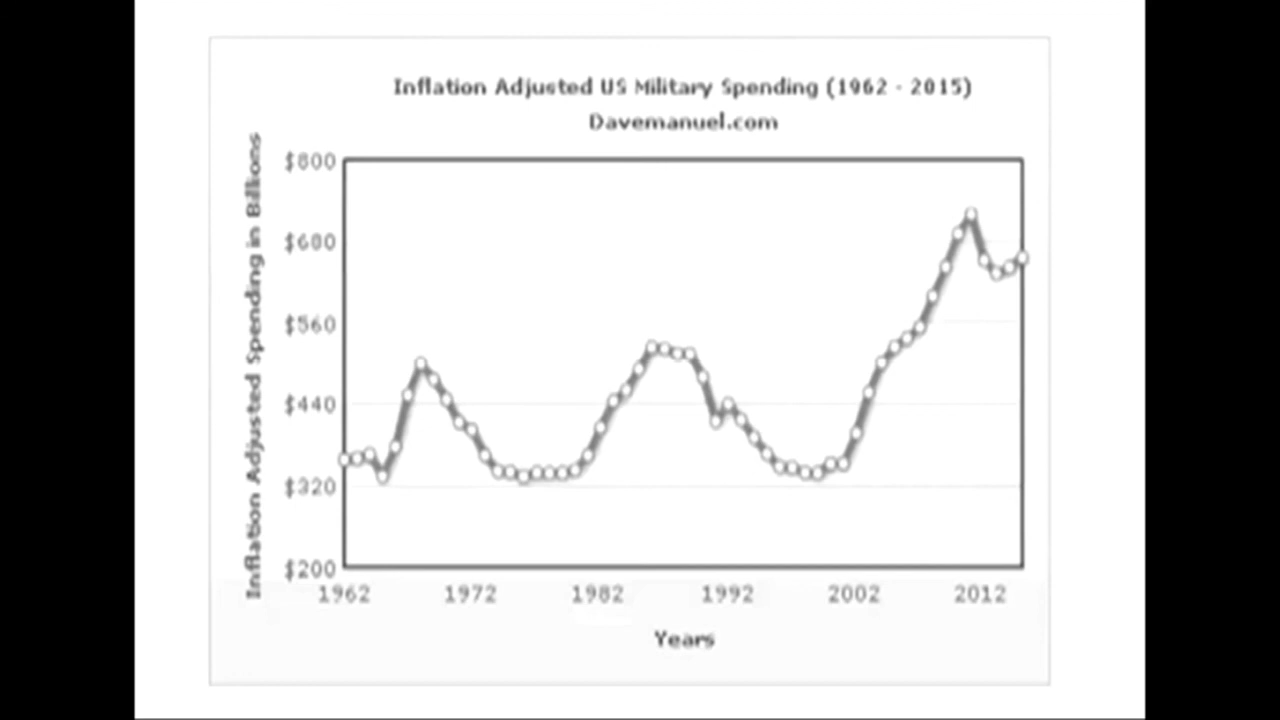 Inflation Adjusted US Military Spending (1962 - 2015)
Davemanuel.com
Inflation Adjusted Spending in Billions
$800
$680
$560
$440
$320
$200
1962 1972 1982 1992 2002 2012
Years